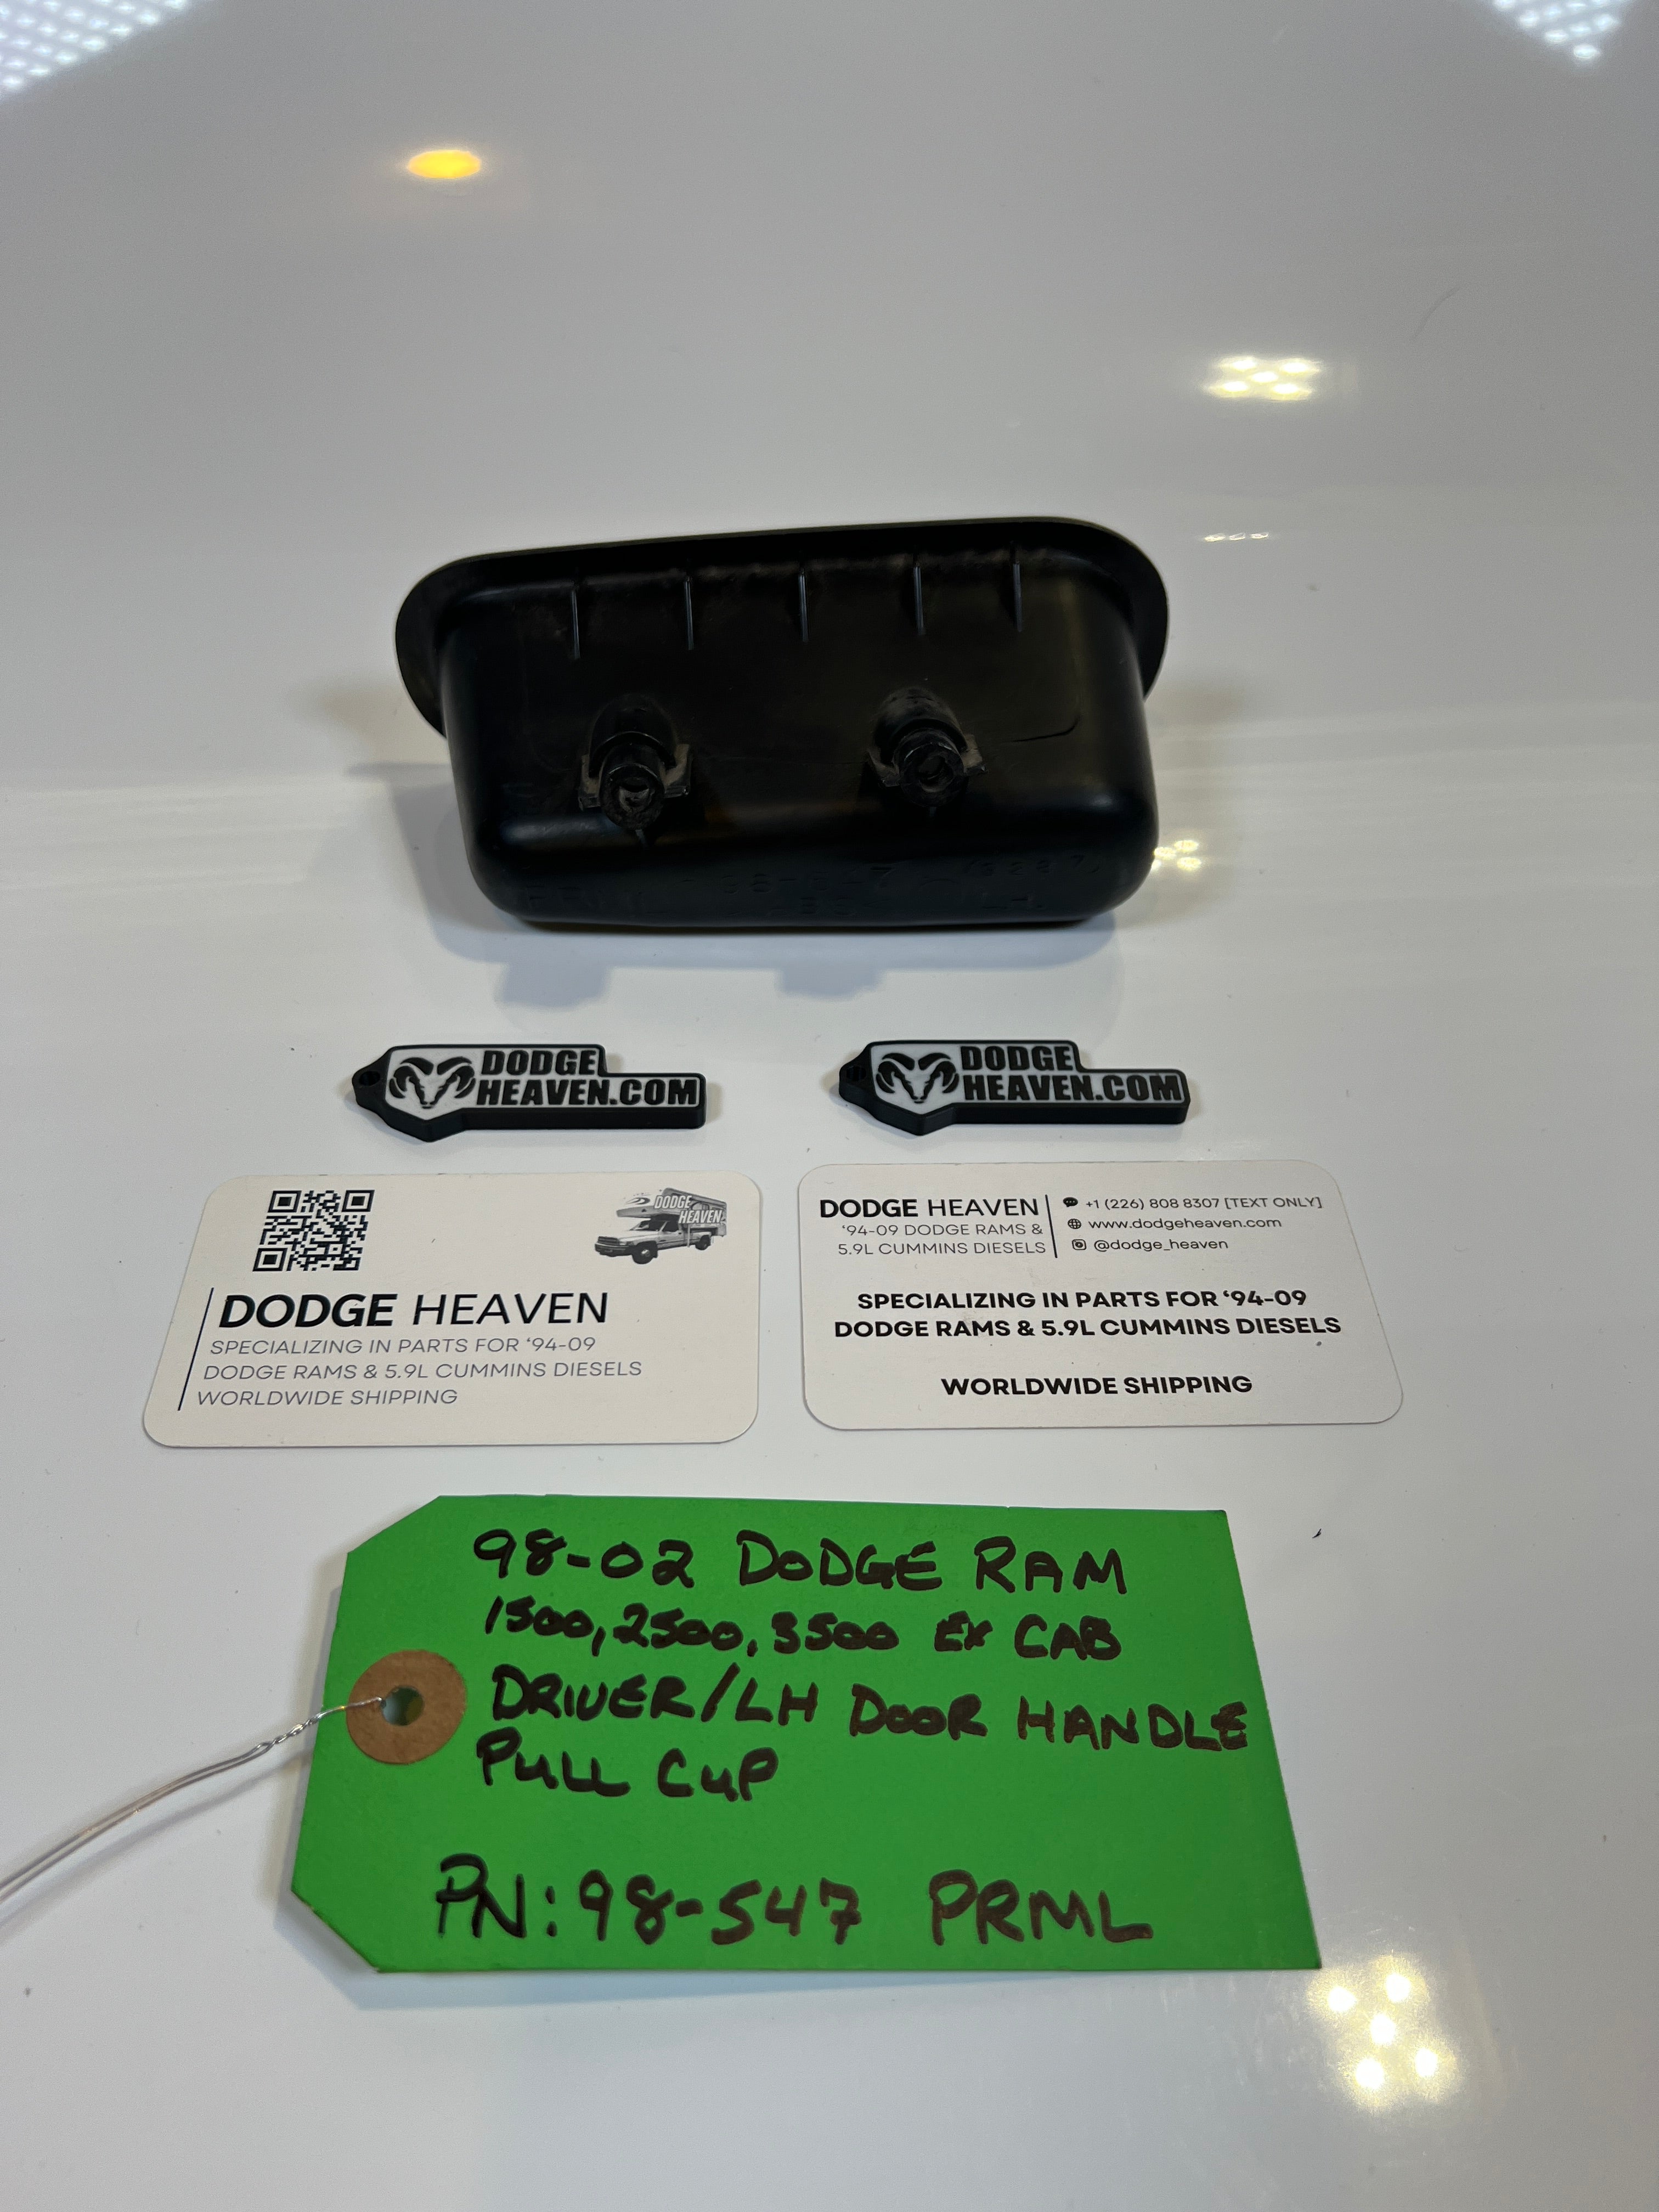 DODGE
HEAVEN.COM
DODGE
HEAVEN.COM
DODGE
HEAVEN
DODGE HEAVEN
SPECIALIZING IN PARTS FOR ‘94-09
DODGE RAMS & 5.9L CUMMINS DIESELS
WORLDWIDE SHIPPING
DODGE HEAVEN
‘94-09 DODGE RAMS &
5.9L CUMMINS DIESELS
+1 (226) 808 8307 [TEXT ONLY]
www.dodgeheaven.com
@dodge_heaven
SPECIALIZING IN PARTS FOR ‘94-09
DODGE RAMS & 5.9L CUMMINS DIESELS
WORLDWIDE SHIPPING
98-02 DODGE RAM
1500, 2500, 3500 EX CAB
DRIVER/LH DOOR HANDLE
PULL CUP
PN: 98-547 PRML